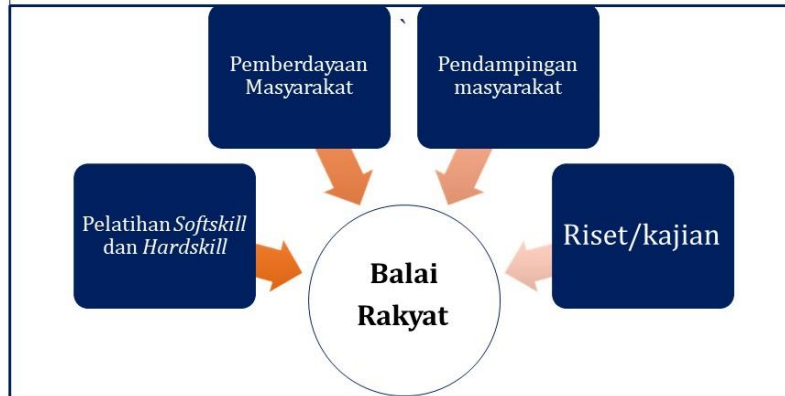 `
Pemberdayaan
Masyarakat
Pendampingan
masyarakat
Pelatihan Softskill
dan Hardskill
Riset/kajian
Balai
Rakyat